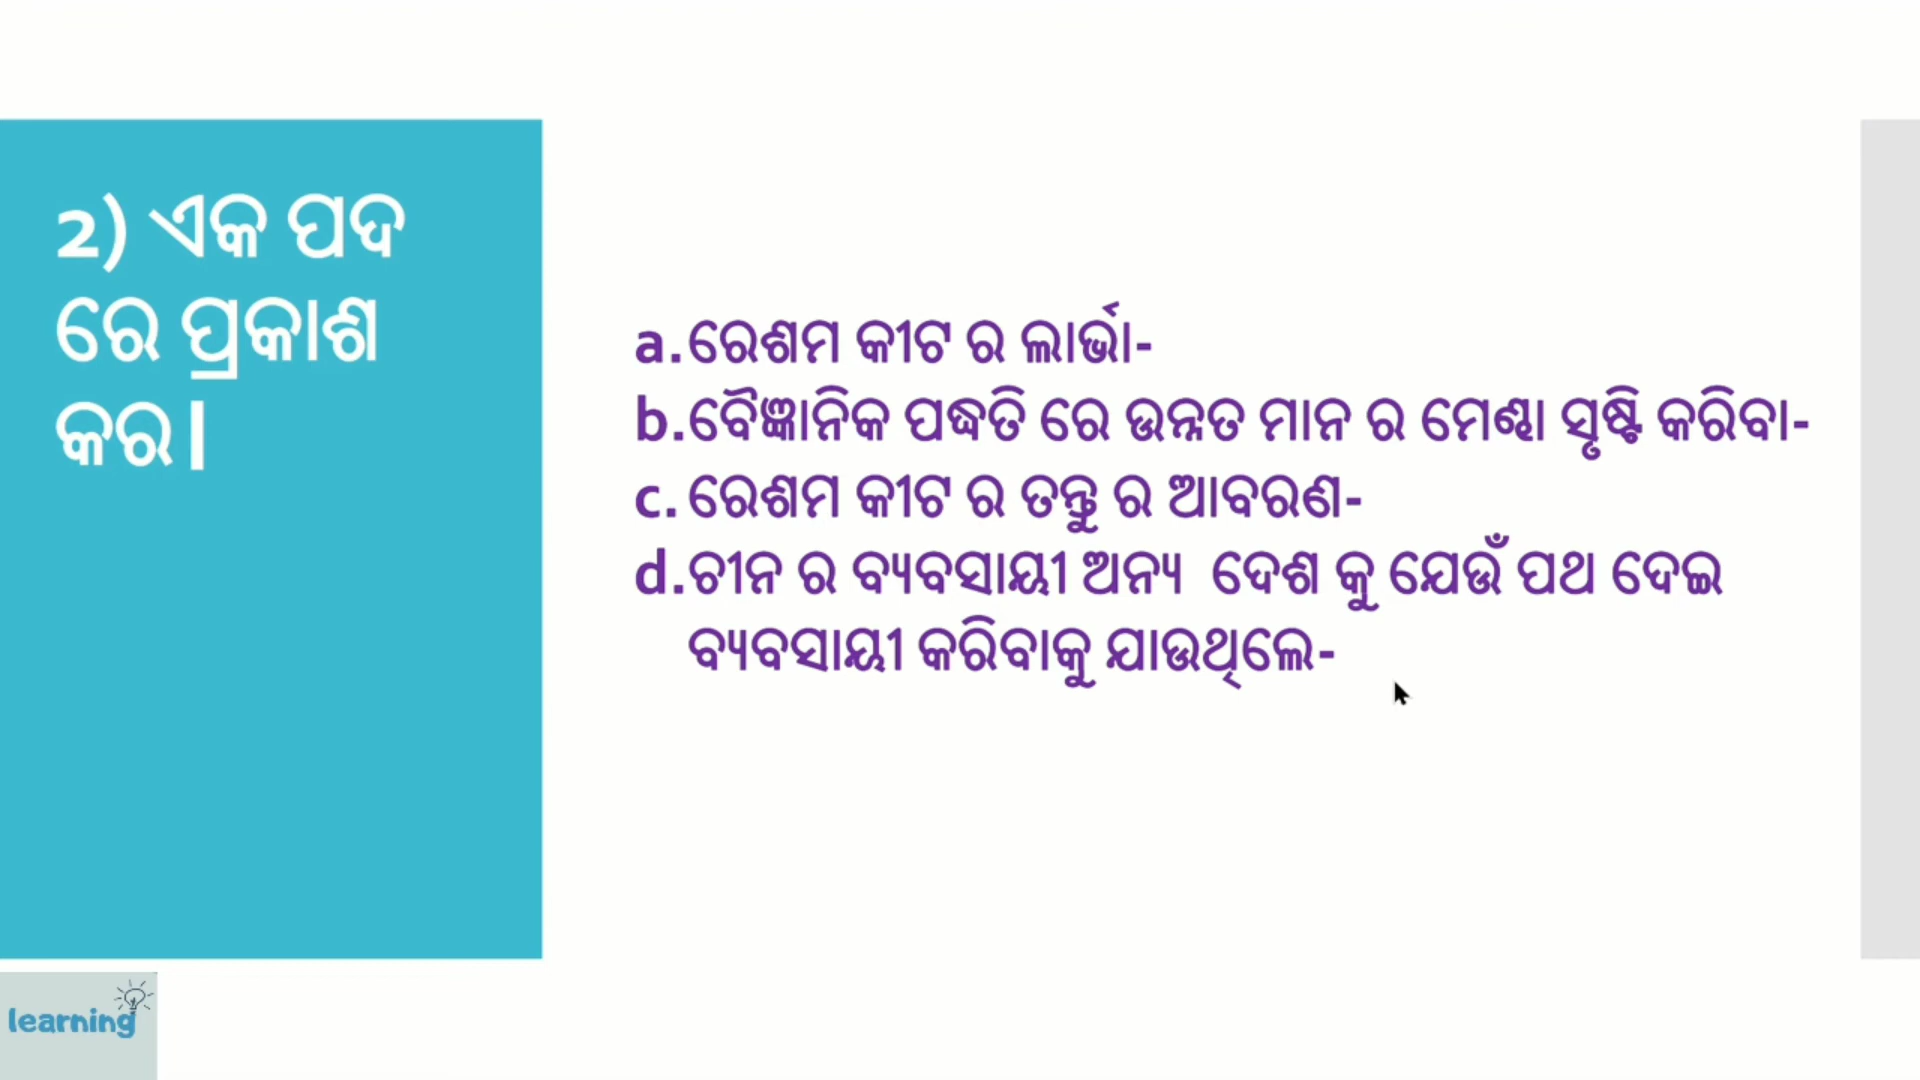 2) ଏକ ପଦ
ରେ ପ୍ରକାଶ
କର|
a.ରେଶମ କୀଟ ର ଲାର୍ଭା-
b.ବୈଜ୍ଞାନିକ ପଦ୍ଧତି ରେ ଉନ୍ନତ ମାନ ର ମେଣ୍ଢା ସୃଷ୍ଟି କରିବା-
c.ରେଶମ କୀଟ ର ତନ୍ତୁ ର ଆବରଣ-
d.ଚୀନ ର ବ୍ୟବସାୟୀ ଅନ୍ୟ ଦେଶ କୁ ଯେଉଁ ପଥ ଦେଇ
ବ୍ୟବସାୟୀ କରିବାକୁ ଯାଉଥିଲେ-
learning